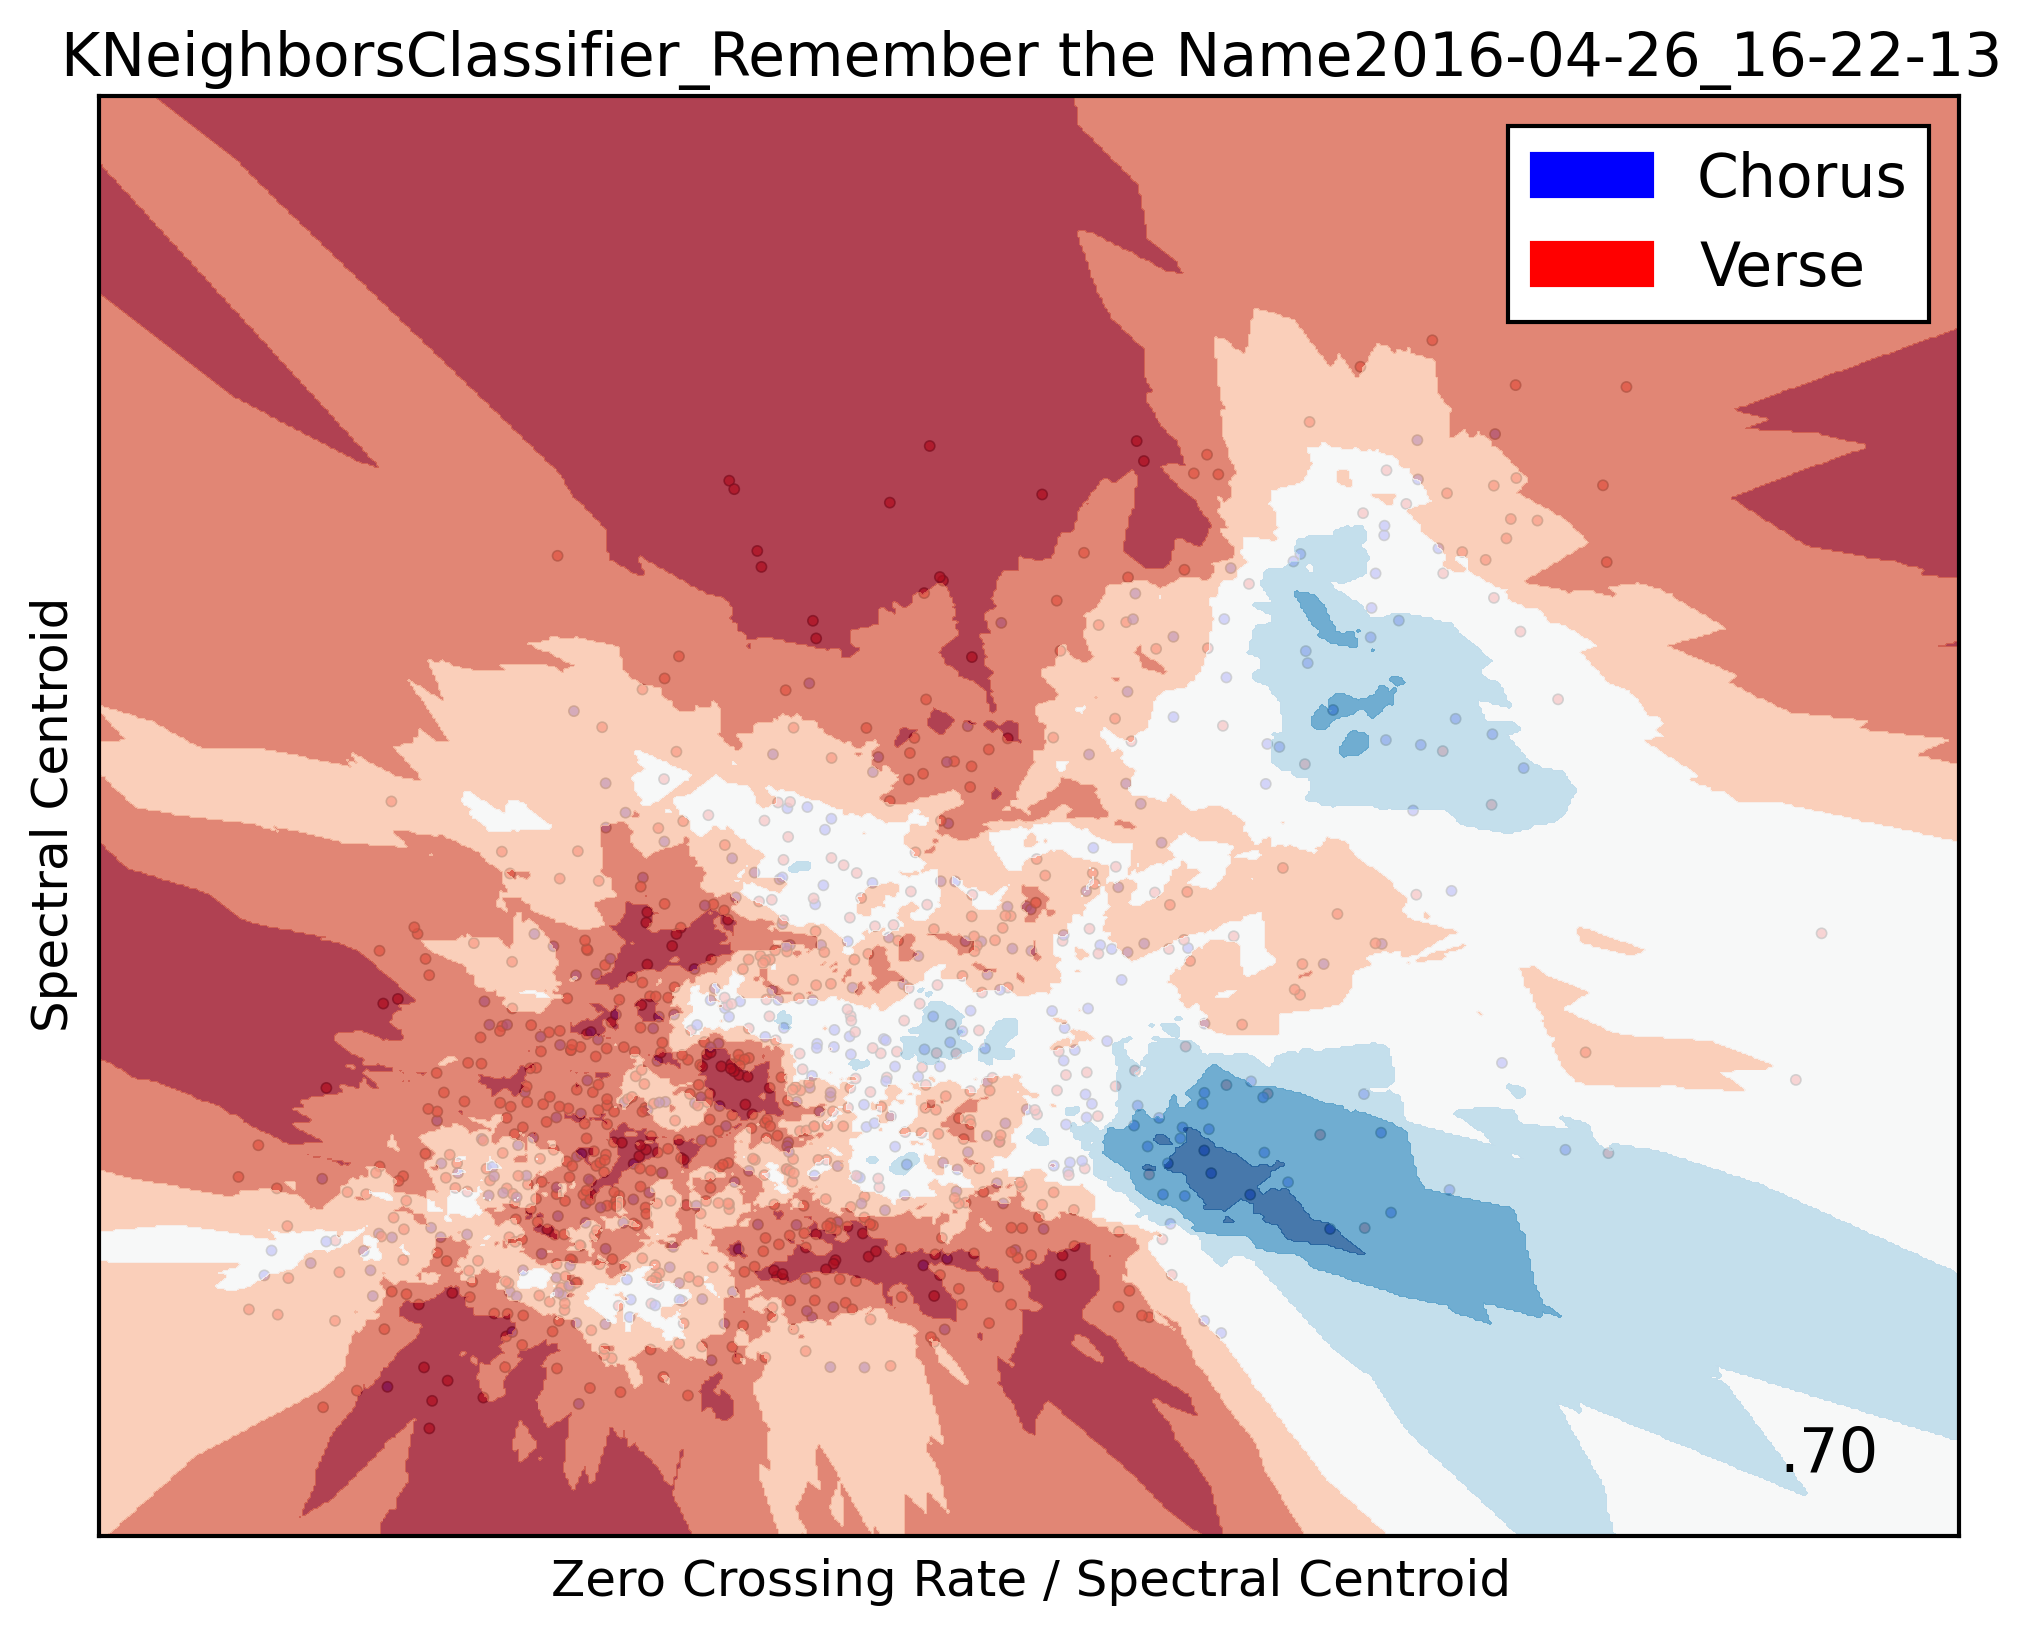 KNeighborsClassifier_Remember the Name2016-04-26_16-22-13
Chorus
Verse
Spectral Centroid
.70
Zero Crossing Rate / Spectral Centroid